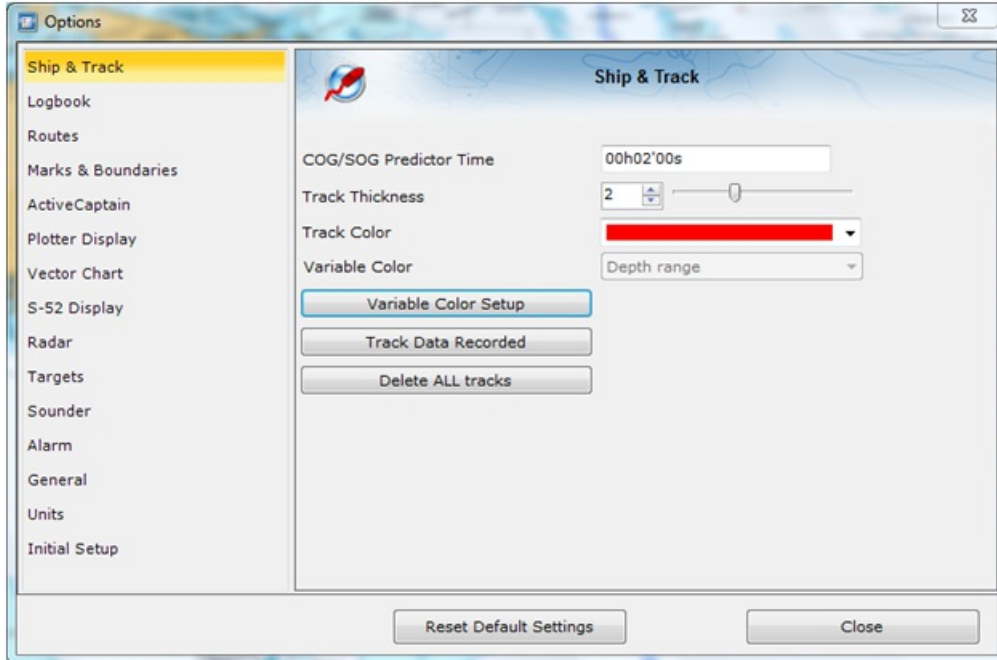 Options
Ship & Track
Logbook
Routes
Marks & Boundaries
ActiveCaptain
Plotter Display
Vector Chart
S-52 Display
Radar
Targets
Sounder
Alarm
General
Units
Initial Setup
Ship & Track
COG/SOG Predictor Time 00h02'00s
Track Thickness 2
Track Color
Variable Color Depth range
Variable Color Setup
Track Data Recorded
Delete ALL tracks
Reset Default Settings Close